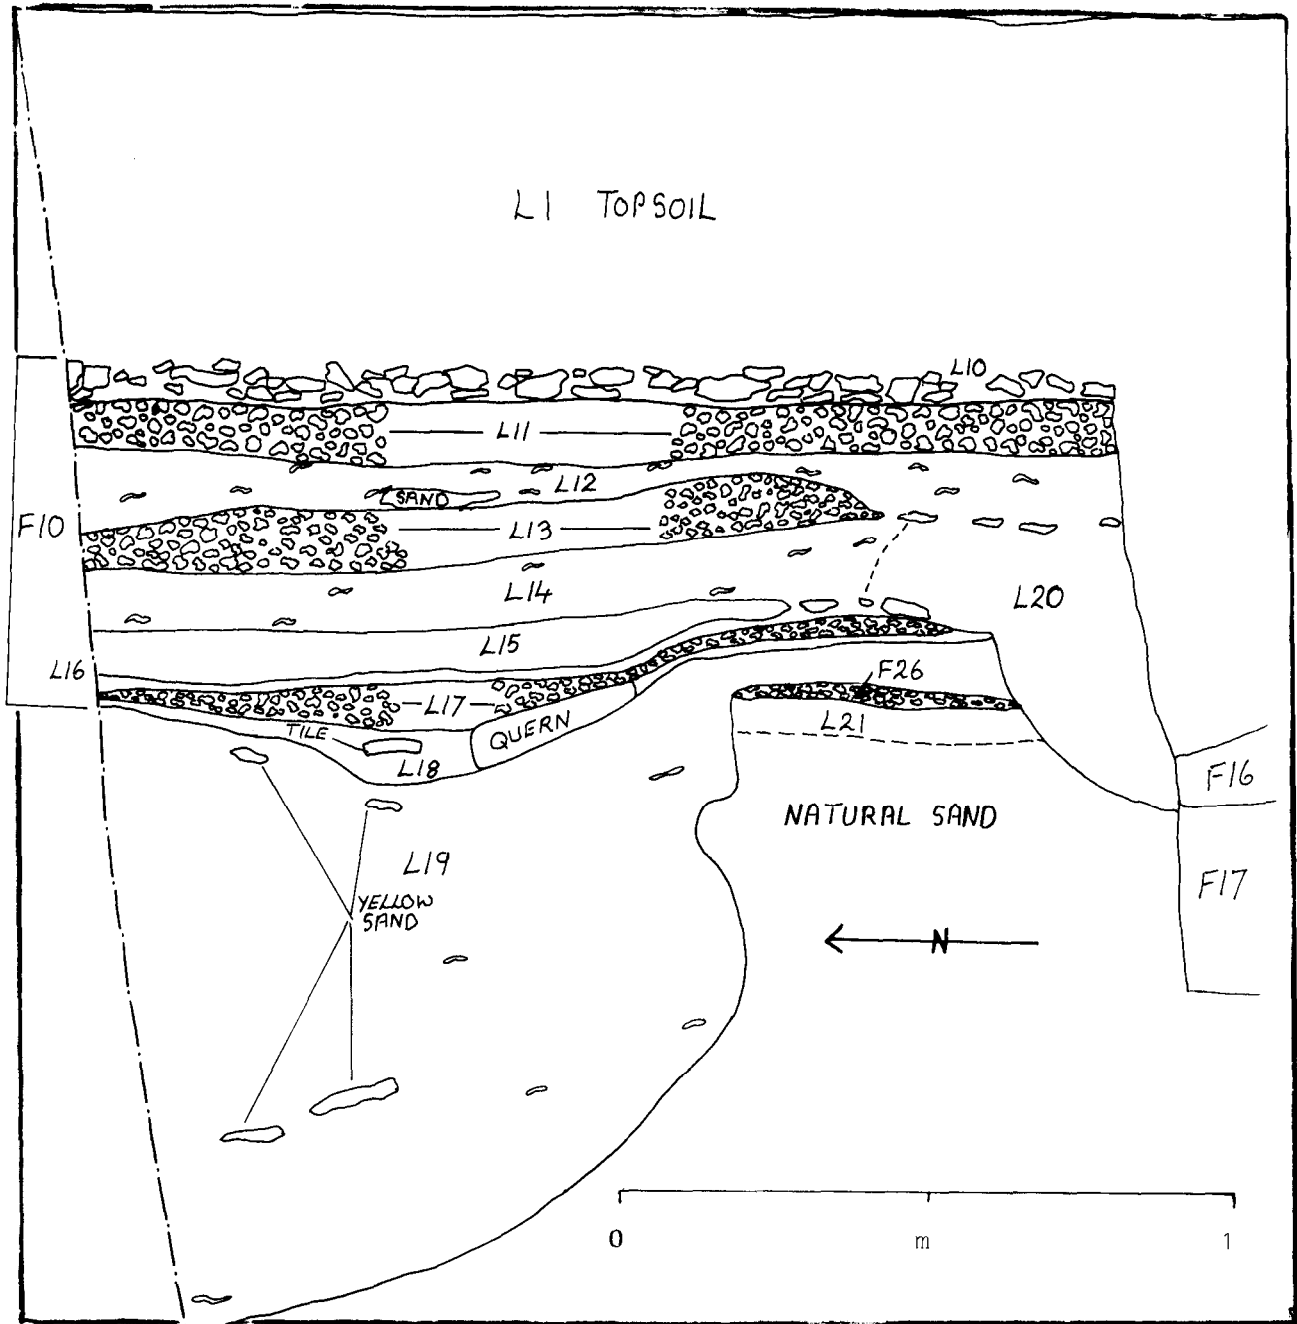 L1 TOPSOIL
L10
L11
L12
SAND
F10
L13
L14
L20
L15
L16
F26
L17
TILE
QUERN
L21
L18
F16
NATURAL SAND
L19
F17
YELLOW
SAND
N
0 m 1